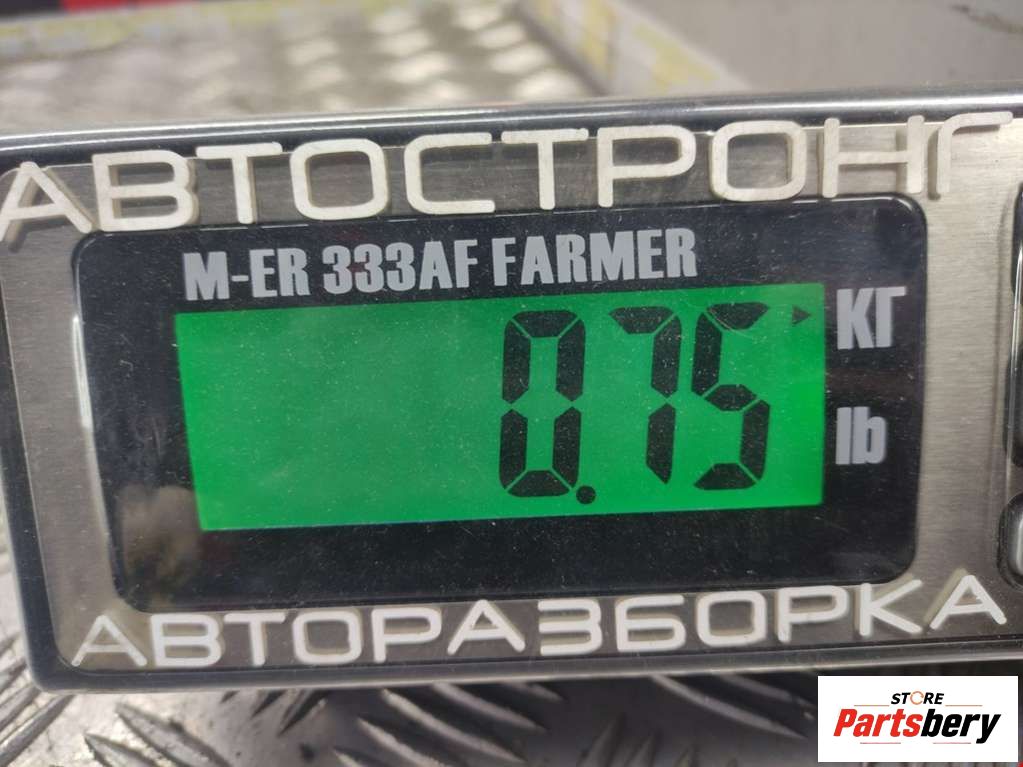 АВТОСТРОНГ
M-ER 333AF FARMER
0.75
КГ
lb
АВТОРАЗБОРКА
STORE
Partsbery